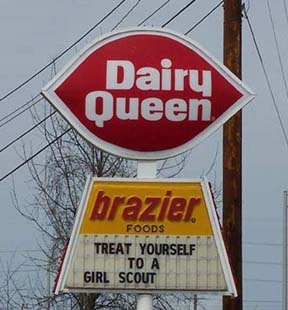 Dairy
Queen
brazier
FOODS
TREAT YOURSELF
TO A
GIRL SCOUT